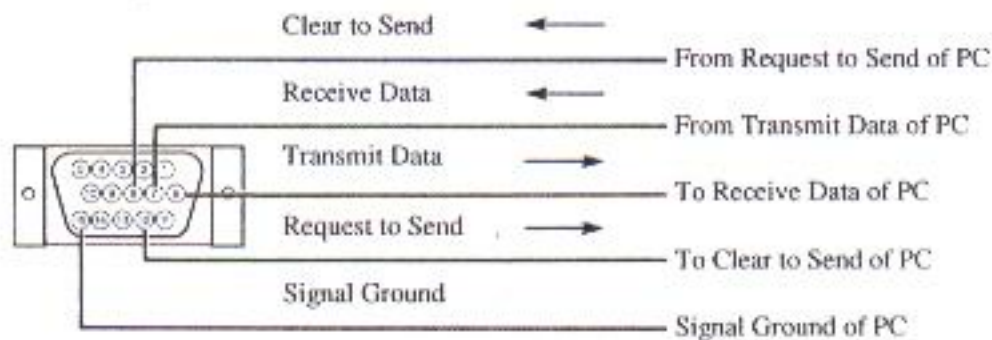 Clear to Send
From Request to Send of PC
Receive Data
From Transmit Data of PC
Transmit Data
To Receive Data of PC
Request to Send
To Clear to Send of PC
Signal Ground
Signal Ground of PC